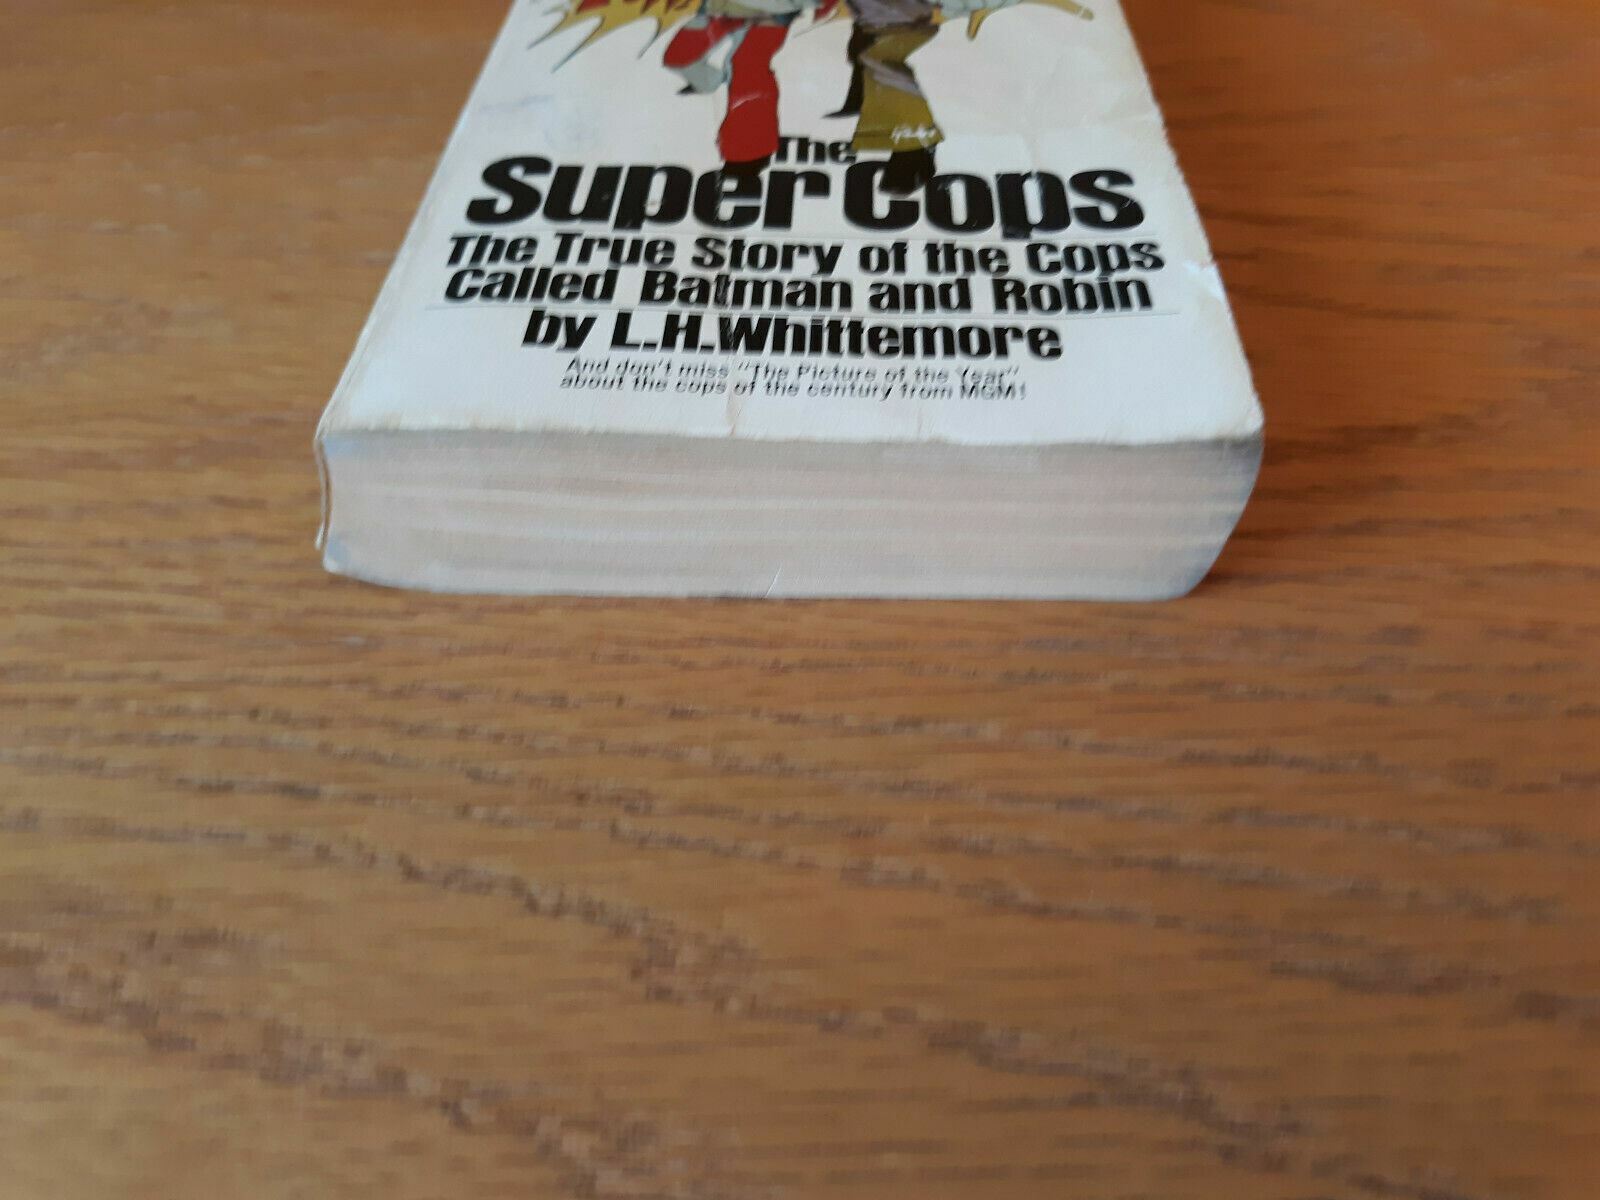 The
Super Cops
The True Story of the Cops
Called Batman and Robin
by L.H.Whittemore
And don't miss "The Picture of the Year"
about the cops of the century from MGM!